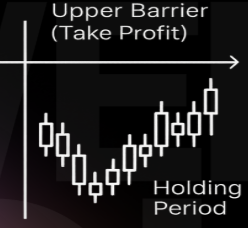 Upper Barrier
(Take Profit)
Holding
Period